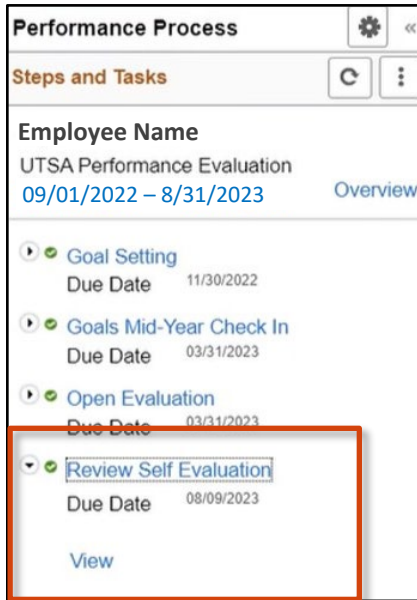 Performance Process
«
Steps and Tasks
Employee Name
UTSA Performance Evaluation
09/01/2022 – 8/31/2023
Overview
Goal Setting
Due Date 11/30/2022
Goals Mid-Year Check In
Due Date 03/31/2023
Open Evaluation
Due Date 03/31/2023
Review Self Evaluation
Due Date 08/09/2023
View